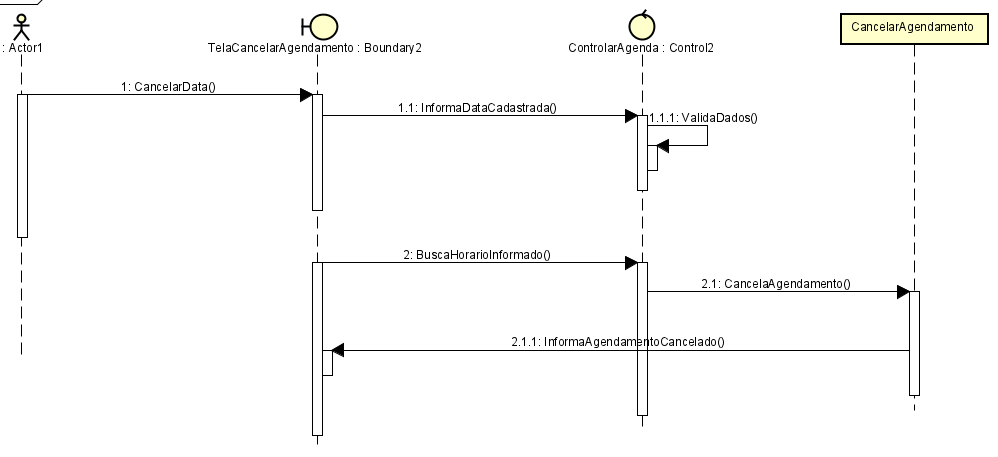 : Actor1
TelaCancelarAgendamento : Boundary2
ControlarAgenda : Control2
CancelarAgendamento
1: CancelarData()
1.1: InformaDataCadastrada()
1.1.1: ValidaDados()
2: BuscaHorarioInformado()
2.1: CancelaAgendamento()
2.1.1: InformaAgendamentoCancelado()